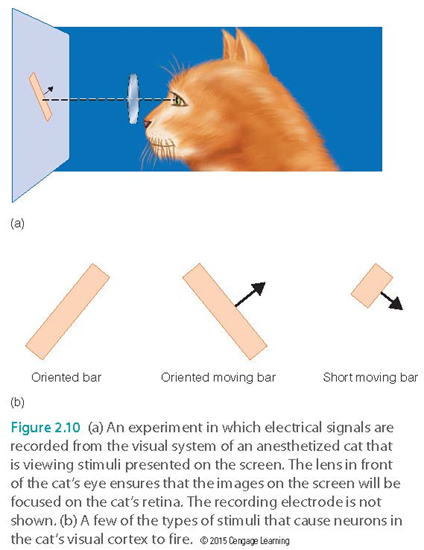 (a)
Oriented bar
Oriented moving bar
Short moving bar
(b)
Figure 2.10 (a) An experiment in which electrical signals are
recorded from the visual system of an anesthetized cat that
is viewing stimuli presented on the screen. The lens in front
of the cat's eye ensures that the images on the screen will be
focused on the cat's retina. The recording electrode is not
shown. (b) A few of the types of stimuli that cause neurons in
the cat's visual cortex to fire. © 2015 Cengage Learning